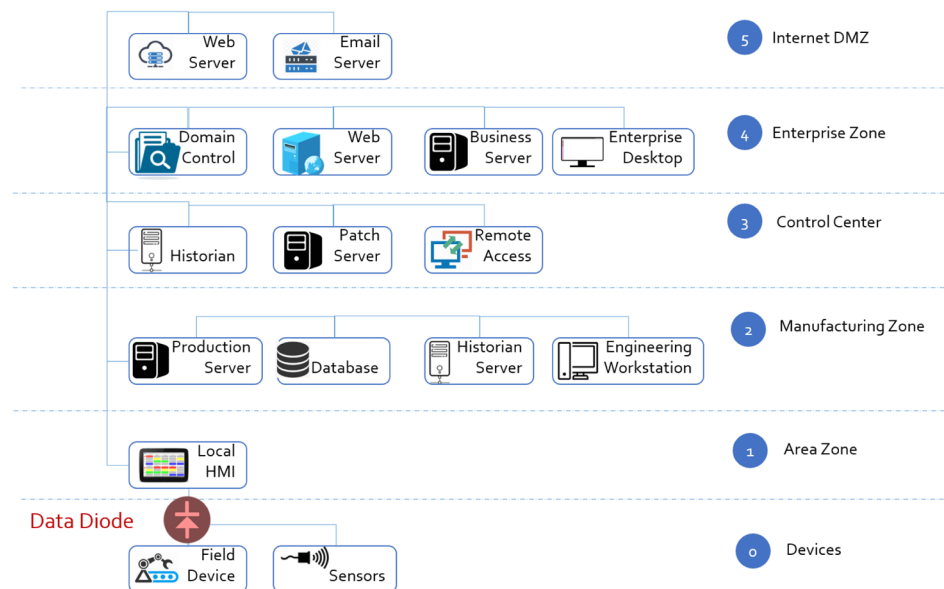 Web
Server
Email
Server
5
Internet DMZ
Domain
Control
Web
Server
Business
Server
Enterprise
Desktop
4
Enterprise Zone
Historian
Patch
Server
Remote
Access
3
Control Center
Production
Server
Database
Historian
Server
Engineering
Workstation
2
Manufacturing Zone
Local
HMI
1
Area Zone
Data Diode
Field
Device
Sensors
0
Devices